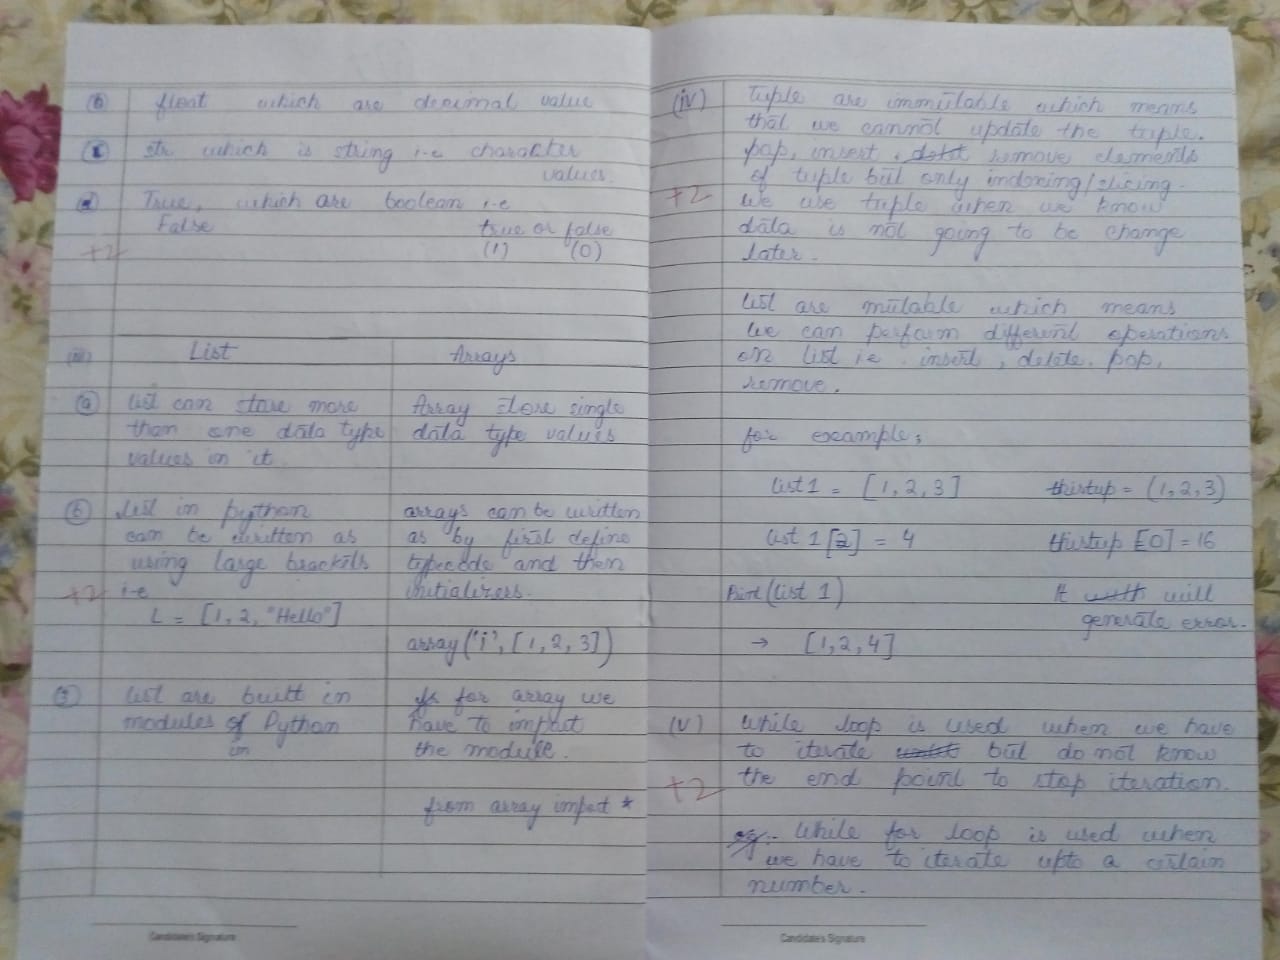 (b) float which are decimal value
(c) str which is string i-e character
values.
(d) True, which are boolean i-e
False true or false
+2 (1) (0)
(iii) List Arrays
(a) list can store more
than one data type
values in it
Array store single
data type values
(b) List in python
can be written as
using large brackets
+2 i-e
L = [1, 2, "Hello"]
arrays can be written
as by first define
typecode and then
initializers.
array('i', [1, 2, 3])
(3) list are built in
modules of Python
in
for array we
have to import
the module.
from array import *
Candidate's Signature
(iv) Tuple are immutable which means
that we cannot update the tuple.
pop, insert, remove elements
of tuple but only indexing/slicing.
+2 We use tuple when we know
data is not going to be change
later.
list are mutable which means
we can perform different operations
on list i.e. insert, delete, pop,
remove.
for example:
list 1 = [1, 2, 3] thistup = (1, 2, 3)
list 1 [2] = 4 thistup [0] = 16
Print (list 1) It will
generate error.
→ [1, 2, 4]
(v) While loop is used when we have
to iterate but do not know
+2 the end point to stop iteration.
While for loop is used when
we have to iterate upto a certain
number.
Candidate's Signature